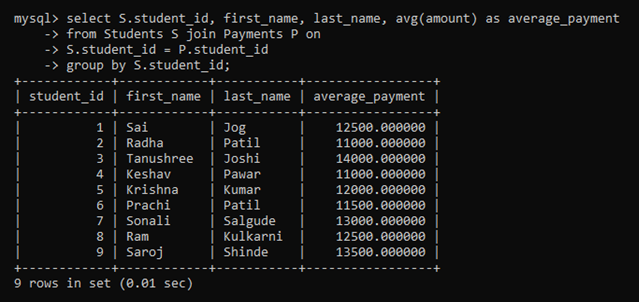 mysql> select S.student_id, first_name, last_name, avg(amount) as average_payment
    -> from Students S join Payments P on
    -> S.student_id = P.student_id
    -> group by S.student_id;
+------------+------------+-----------+-----------------+
| student_id | first_name | last_name | average_payment |
+------------+------------+-----------+-----------------+
|          1 | Sai        | Jog       |    12500.000000 |
|          2 | Radha      | Patil     |    11000.000000 |
|          3 | Tanushree  | Joshi     |    14000.000000 |
|          4 | Keshav     | Pawar     |    11000.000000 |
|          5 | Krishna    | Kumar     |    12000.000000 |
|          6 | Prachi     | Patil     |    11500.000000 |
|          7 | Sonali     | Salgude   |    13000.000000 |
|          8 | Ram        | Kulkarni  |    12500.000000 |
|          9 | Saroj      | Shinde    |    13500.000000 |
+------------+------------+-----------+-----------------+
9 rows in set (0.01 sec)